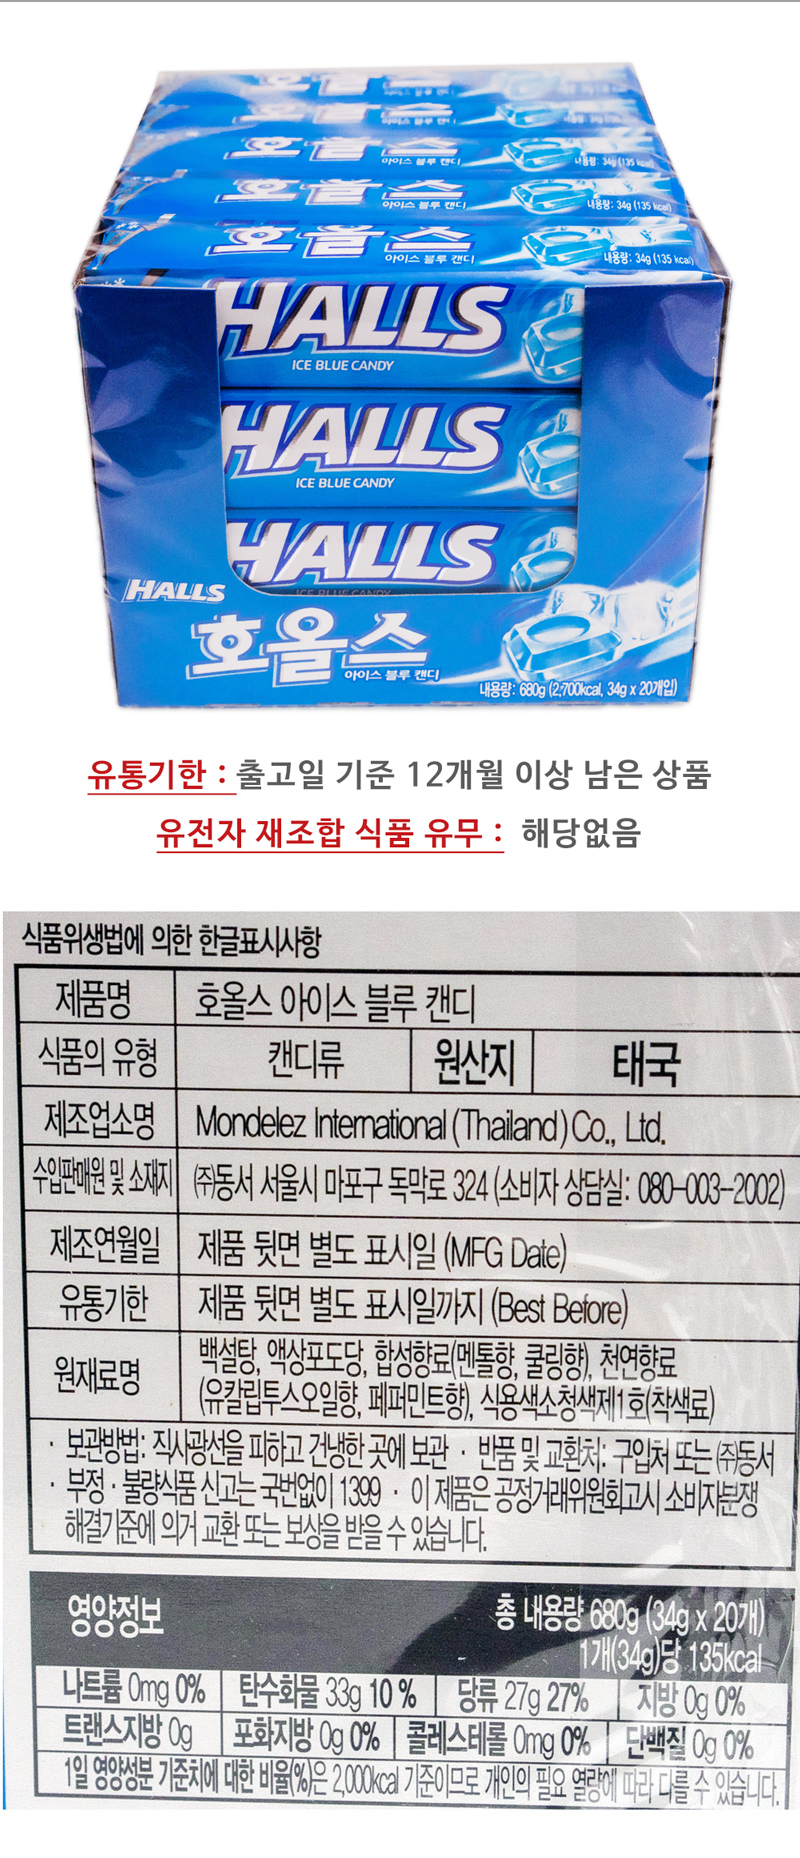 호올스
호올스
아이스 블루 캔디
호올스
아이스 블루 캔디
내용량: 34g (135 kcal)
호올스
아이스 블루 캔디
내용량: 34g (135 kcal)
호올스
아이스 블루 캔디
내용량: 34g (135 kcal)
HALLS
ICE BLUE CANDY
HALLS
ICE BLUE CANDY
HALLS
ICE BLUE CANDY
HALLS
호올스
아이스 블루 캔디
내용량: 680g (2,700kcal, 34g x 20개입)
유통기한 : 출고일 기준 12개월 이상 남은 상품
유전자 재조합 식품 유무 : 해당없음
식품위생법에 의한 한글표시사항
제품명 호올스 아이스 블루 캔디
식품의 유형 캔디류 원산지 태국
제조업소명 Mondelez International (Thailand) Co., Ltd.
수입판매원 및 소재지 ㈜동서 서울시 마포구 독막로 324 (소비자 상담실: 080-003-2002)
제조연월일 제품 뒷면 별도 표시일 (MFG Date)
유통기한 제품 뒷면 별도 표시일까지 (Best Before)
원재료명 백설탕, 액상포도당, 합성향료(멘톨향, 쿨링향), 천연향료
(유칼립투스오일향, 페퍼민트향), 식용색소청색제1호(착색료)
· 보관방법: 직사광선을 피하고 건냉한 곳에 보관 · 반품 및 교환처: 구입처 또는 ㈜동서
· 부정 · 불량식품 신고는 국번없이 1399 · 이 제품은 공정거래위원회고시 소비자분쟁
해결기준에 의거 교환 또는 보상을 받을 수 있습니다.
영양정보 총 내용량 680g (34g x 20개)
1개(34g)당 135kcal
나트륨 0mg 0% 탄수화물 33g 10 % 당류 27g 27% 지방 0g 0%
트랜스지방 0g 포화지방 0g 0% 콜레스테롤 0mg 0% 단백질 0g 0%
1일 영양성분 기준치에 대한 비율(%)은 2,000kcal 기준이므로 개인의 필요 열량에 따라 다를 수 있습니다.